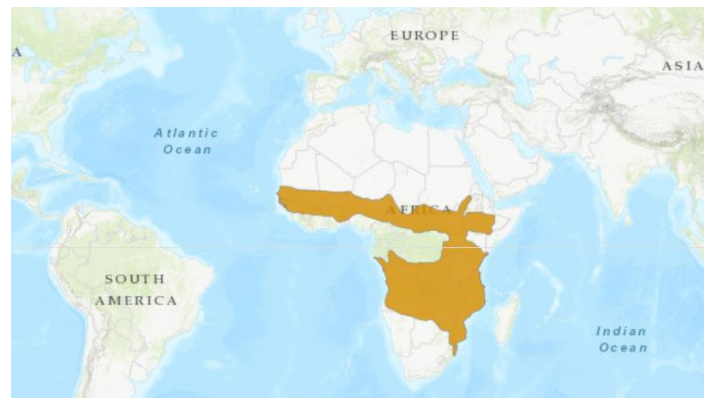 EUROPE
A
ASIA
Atlantic
Ocean
AFRICA
SOUTH
AMERICA
Indian
Ocean